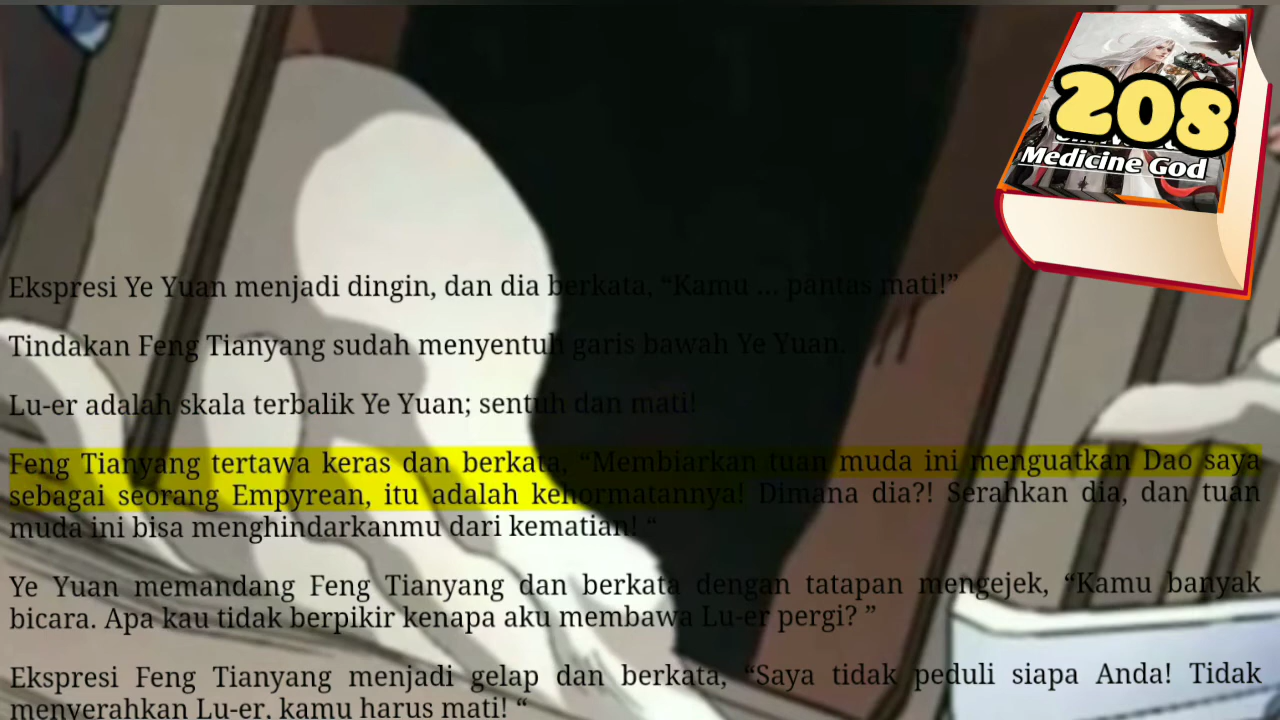 208
Medicine God
Ekspresi Ye Yuan menjadi dingin, dan dia berkata, “Kamu ... pantas mati!”
Tindakan Feng Tianyang sudah menyentuh garis bawah Ye Yuan.
Lu-er adalah skala terbalik Ye Yuan; sentuh dan mati!
Feng Tianyang tertawa keras dan berkata, “Membiarkan tuan muda ini menguatkan Dao saya
sebagai seorang Empyrean, itu adalah kehormatannya! Dimana dia?! Serahkan dia, dan tuan
muda ini bisa menghindarkanmu dari kematian! “
Ye Yuan memandang Feng Tianyang dan berkata dengan tatapan mengejek, “Kamu banyak
bicara. Apa kau tidak berpikir kenapa aku membawa Lu-er pergi? ”
Ekspresi Feng Tianyang menjadi gelap dan berkata, “Saya tidak peduli siapa Anda! Tidak
menyerahkan Lu-er, kamu harus mati! “